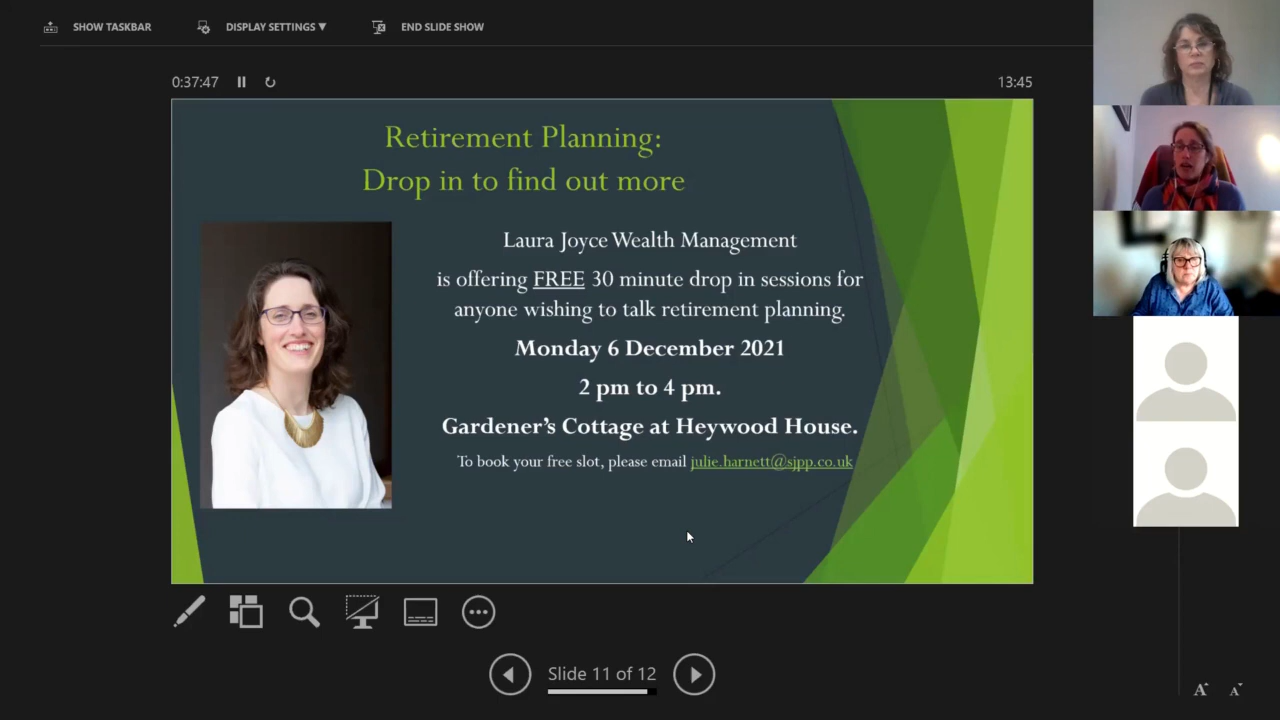 SHOW TASKBAR
DISPLAY SETTINGS ▼
END SLIDE SHOW
0:37:47
13:45
Retirement Planning:
Drop in to find out more
Laura Joyce Wealth Management
is offering FREE 30 minute drop in sessions for
anyone wishing to talk retirement planning.
Monday 6 December 2021
2 pm to 4 pm.
Gardener's Cottage at Heywood House.
To book your free slot, please email julie.harnett@sjpp.co.uk
Slide 11 of 12
A A